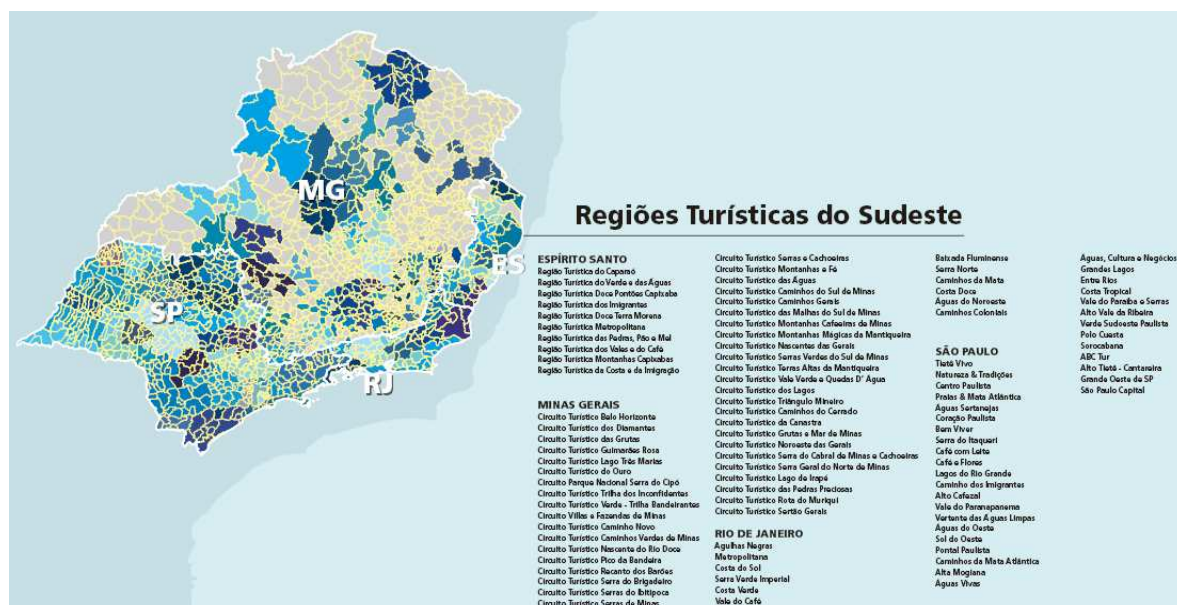 MG
ES
SP
RJ
Regiões Turísticas do Sudeste
ESPÍRITO SANTO
Região Turística do Caparaó
Região Turística do Verde e das Águas
Região Turística Doce Pontões Capixaba
Região Turística dos Imigrantes
Região Turística Doce Terra Morena
Região Turística Metropolitana
Região Turística das Pedras, Pão e Mel
Região Turística dos Vales e do Café
Região Turística Montanhas Capixabas
Região Turística da Costa e da Imigração
MINAS GERAIS
Circuito Turístico Belo Horizonte
Circuito Turístico dos Diamantes
Circuito Turístico das Grutas
Circuito Turístico Guimarães Rosa
Circuito Turístico Lago Três Marias
Circuito Turístico do Ouro
Circuito Parque Nacional Serra do Cipó
Circuito Turístico Trilha dos Inconfidentes
Circuito Turístico Verde - Trilha Bandeirantes
Circuito Villas e Fazendas de Minas
Circuito Turístico Caminho Novo
Circuito Turístico Caminhos Verdes de Minas
Circuito Turístico Nascente do Rio Doce
Circuito Turístico Pico da Bandeira
Circuito Turístico Recanto dos Barões
Circuito Turístico Serra do Brigadeiro
Circuito Turístico Serras do Ibitipoca
Circuito Turístico Serras de Minas
Circuito Turístico Serras e Cachoeiras
Circuito Turístico Montanhas e Fé
Circuito Turístico das Águas
Circuito Turístico Caminhos do Sul de Minas
Circuito Turístico Caminhos Gerais
Circuito Turístico das Malhas do Sul de Minas
Circuito Turístico Montanhas Cafeeiras de Minas
Circuito Turístico Montanhas Mágicas da Mantiqueira
Circuito Turístico Nascentes das Gerais
Circuito Turístico Serras Verdes do Sul de Minas
Circuito Turístico Terras Altas da Mantiqueira
Circuito Turístico Vale Verde e Quedas D' Água
Circuito Turístico dos Lagos
Circuito Turístico Triângulo Mineiro
Circuito Turístico Caminhos do Cerrado
Circuito Turístico da Canastra
Circuito Turístico Grutas e Mar de Minas
Circuito Turístico Noroeste das Gerais
Circuito Turístico Serra do Cabral de Minas e Cachoeiras
Circuito Turístico Serra Geral do Norte de Minas
Circuito Turístico Lago de Irapé
Circuito Turístico das Pedras Preciosas
Circuito Turístico Rota do Muriqui
Circuito Turístico Sertão Gerais
RIO DE JANEIRO
Agulhas Negras
Metropolitana
Costa do Sol
Serra Verde Imperial
Costa Verde
Vale do Café
Baixada Fluminense
Serra Norte
Caminhos da Mata
Costa Doce
Águas do Noroeste
Caminhos Coloniais
SÃO PAULO
Tietê Vivo
Natureza & Tradições
Centro Paulista
Praias & Mata Atlântica
Águas Sertanejas
Coração Paulista
Bem Viver
Serra do Itaqueri
Café com Leite
Café e Flores
Lagos do Rio Grande
Caminho dos Imigrantes
Alto Cafezal
Vale do Paranapanema
Vertente das Águas Limpas
Águas do Oeste
Sol do Oeste
Pontal Paulista
Caminhos da Mata Atlântica
Alta Mogiana
Águas Vivas
Águas, Cultura e Negócios
Grandes Lagos
Entre Rios
Costa Tropical
Vale do Paraíba e Serras
Alto Vale da Ribeira
Verde Sudoeste Paulista
Polo Cuesta
Sorocabana
ABC Tur
Alto Tietê - Cantareira
Grande Oeste de SP
São Paulo Capital